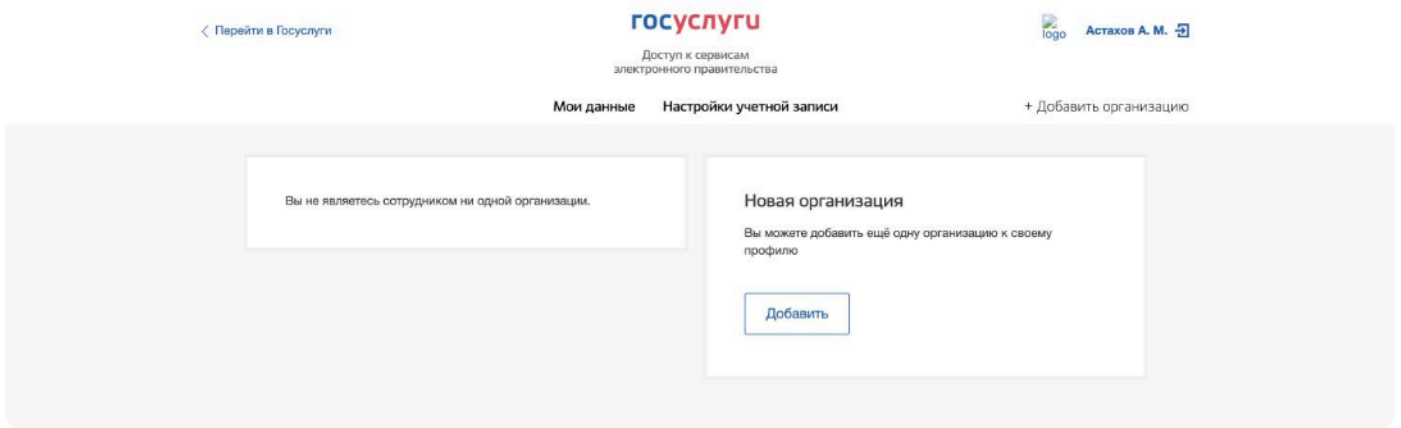 Перейти в Госуслуги
госуслуги
logo
Астахов А. М.
Доступ к сервисам
электронного правительства
Мои данные
Настройки учетной записи
+ Добавить организацию
Вы не являетесь сотрудником ни одной организации.
Новая организация
Вы можете добавить ещё одну организацию к своему
профилю
Добавить